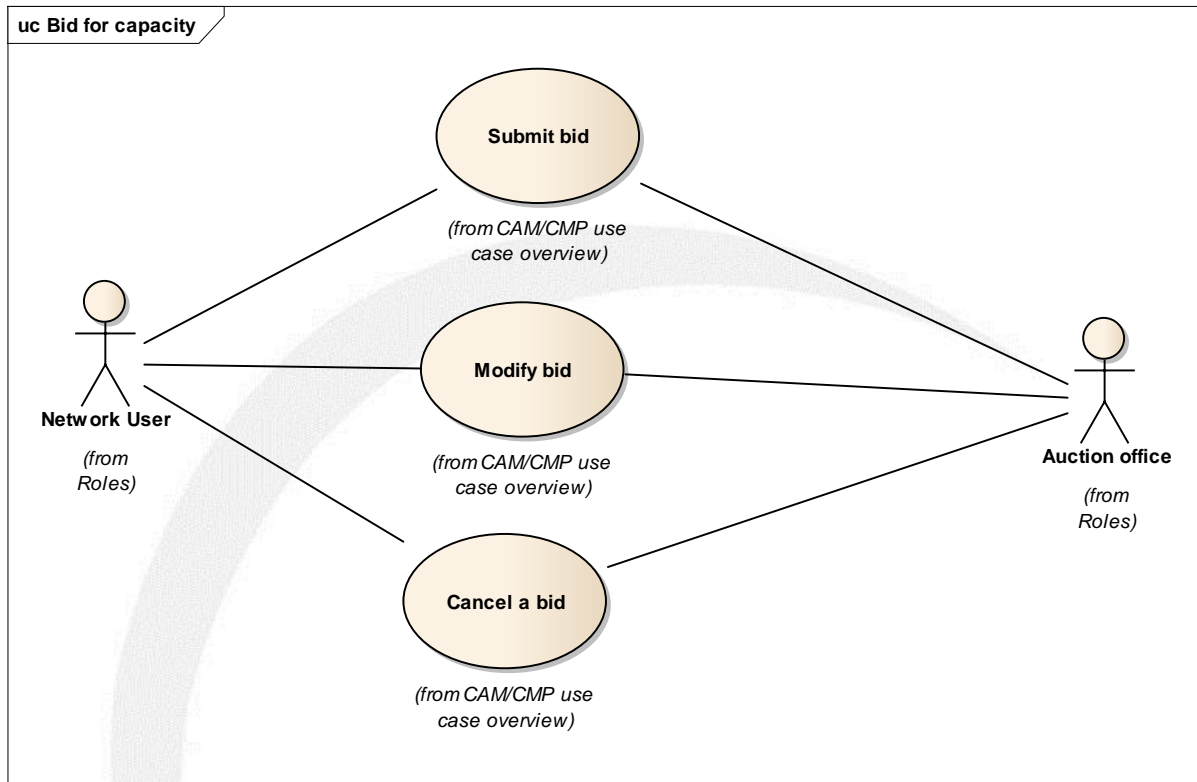 uc Bid for capacity
Submit bid
(from CAM/CMP use
case overview)
Network User
(from
Roles)
Modify bid
(from CAM/CMP use
case overview)
Auction office
(from
Roles)
Cancel a bid
(from CAM/CMP use
case overview)